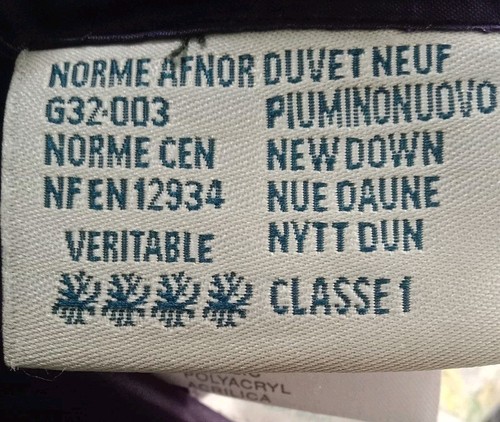 NORME AFNOR
G32-003
NORME CEN
NF EN 12934
VERITABLE
DUVET NEUF
PIUMINONUOVO
NEW DOWN
NUE DAUNE
NYTT DUN
CLASSE 1
POLYACRYL
ACRILICA